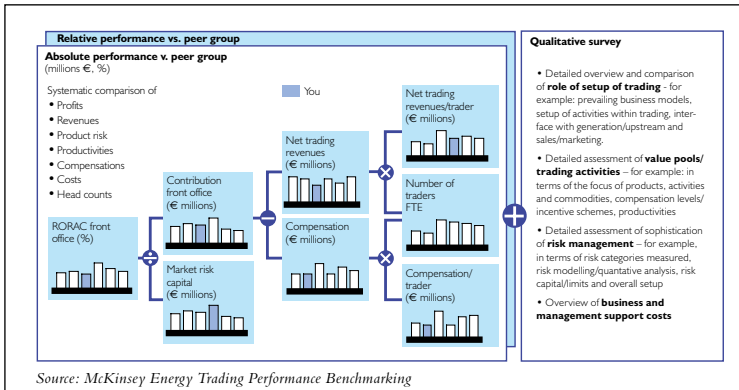 Relative performance vs. peer group
Absolute performance v. peer group
(millions €, %)
Systematic comparison of
• Profits
• Revenues
• Product risk
• Productivities
• Compensations
• Costs
• Head counts
You
RORAC front
office (%)
÷
Contribution
front office
(€ millions)
Market risk
capital
(€ millions)
−
Net trading
revenues
(€ millions)
Compensation
(€ millions)
×
×
Net trading
revenues/trader
(€ millions)
Number of
traders
FTE
Compensation/
trader
(€ millions)
+
Qualitative survey
• Detailed overview and comparison
of role of setup of trading - for
example: prevailing business models,
setup of activities within trading, inter-
face with generation/upstream and
sales/marketing.
• Detailed assessment of value pools/
trading activities – for example: in
terms of the focus of products, activities
and commodities, compensation levels/
incentive schemes, productivities
• Detailed assessment of sophistication
of risk management – for example,
in terms of risk categories measured,
risk modelling/quantative analysis, risk
capital/limits and overall setup
• Overview of business and
management support costs
Source: McKinsey Energy Trading Performance Benchmarking